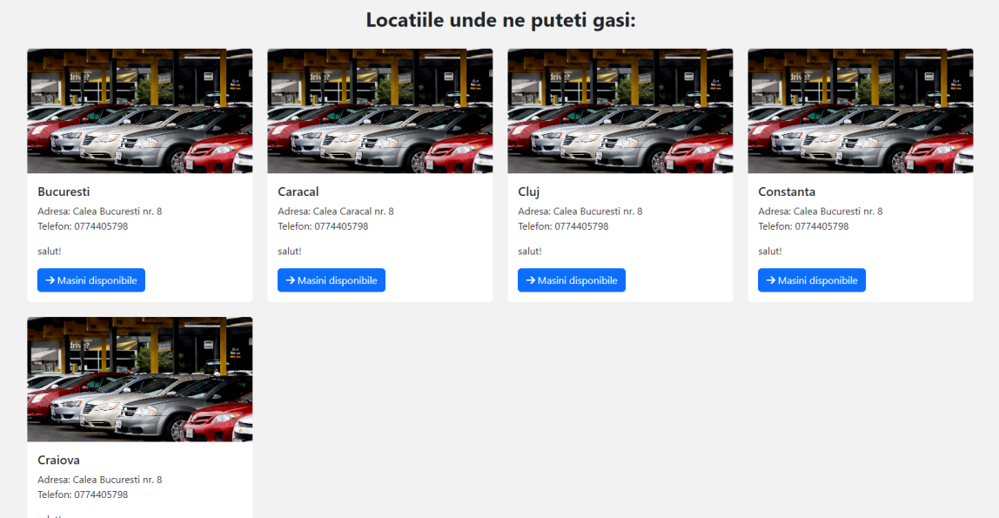 Locatiile unde ne puteti gasi:
Bucuresti
Adresa: Calea Bucuresti nr. 8
Telefon: 0774405798
salut!
→ Masini disponibile
Caracal
Adresa: Calea Caracal nr. 8
Telefon: 0774405798
salut!
→ Masini disponibile
Cluj
Adresa: Calea Bucuresti nr. 8
Telefon: 0774405798
salut!
→ Masini disponibile
Constanta
Adresa: Calea Bucuresti nr. 8
Telefon: 0774405798
salut!
→ Masini disponibile
Craiova
Adresa: Calea Bucuresti nr. 8
Telefon: 0774405798